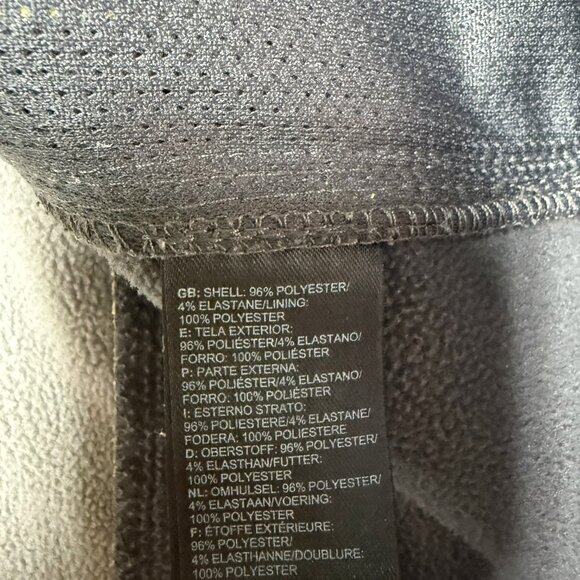 GB: SHELL: 96% POLYESTER/
4% ELASTANE/LINING:
100% POLYESTER
E: TELA EXTERIOR:
96% POLIÉSTER/4% ELASTANO/
FORRO: 100% POLIÉSTER
P: PARTE EXTERNA:
96% POLIÉSTER/4% ELASTANO/
FORRO: 100% POLIÉSTER
I: ESTERNO STRATO:
96% POLIESTERE/4% ELASTANE/
FODERA: 100% POLIESTERE
D: OBERSTOFF: 96% POLYESTER/
4% ELASTHAN/FUTTER:
100% POLYESTER
NL: OMHULSEL: 96% POLYESTER/
4% ELASTAAN/VOERING:
100% POLYESTER
F: ÉTOFFE EXTÉRIEURE:
96% POLYESTER/
4% ELASTHANNE/DOUBLURE:
100% POLYESTER